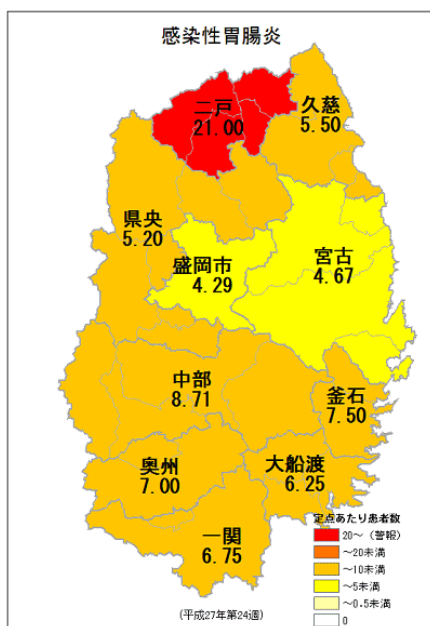 感染性胃腸炎
二戸
21.00
久慈
5.50
県央
5.20
盛岡市
4.29
宮古
4.67
中部
8.71
釜石
7.50
奥州
7.00
大船渡
6.25
一関
6.75
定点あたり患者数
20～（警報）
～20未満
～10未満
～5未満
～0.5未満
0
(平成27年第24週)